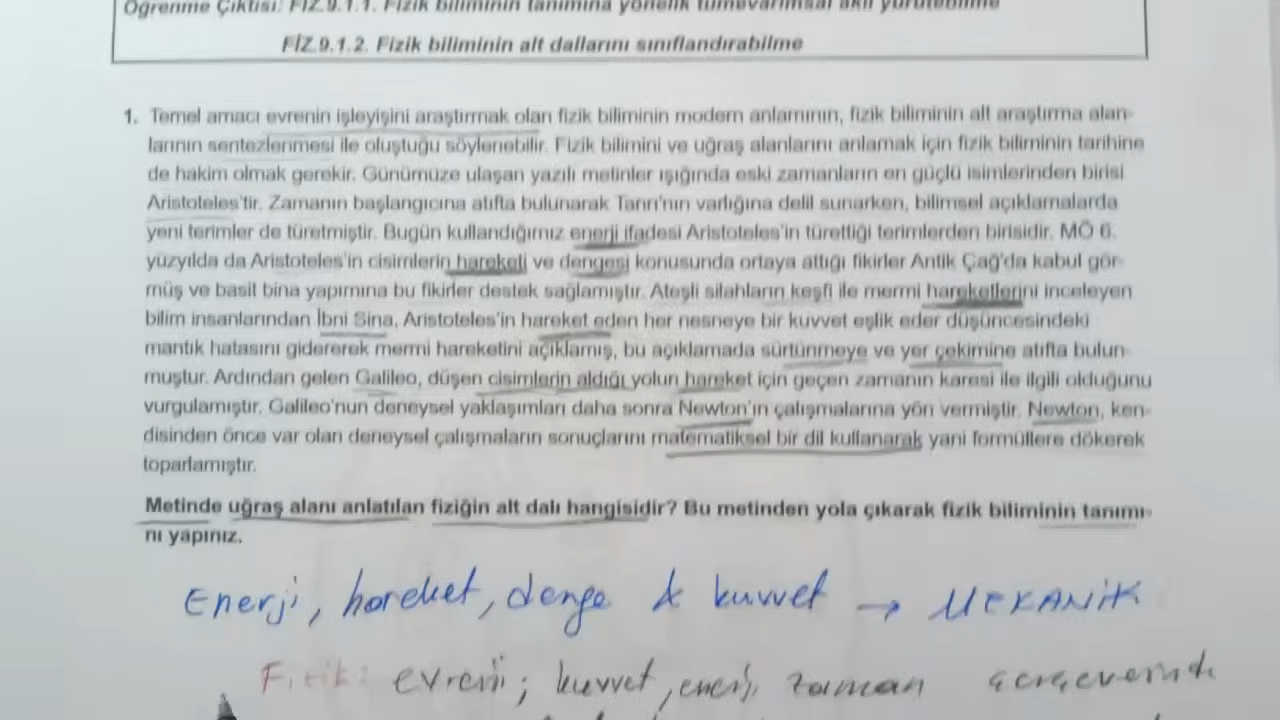 Öğrenme Çıktısı: FİZ.9.1.1. Fizik biliminin tanımına yönelik tümevarımsal akıl yürütebilme
FİZ.9.1.2. Fizik biliminin alt dallarını sınıflandırabilme
1. Temel amacı evrenin işleyişini araştırmak olan fizik biliminin modern anlamının, fizik biliminin alt araştırma alan-
larının sentezlenmesi ile oluştuğu söylenebilir. Fizik bilimini ve uğraş alanlarını anlamak için fizik biliminin tarihine
de hakim olmak gerekir. Günümüze ulaşan yazılı metinler ışığında eski zamanların en güçlü isimlerinden birisi
Aristoteles'tir. Zamanın başlangıcına atıfta bulunarak Tanrı'nın varlığına delil sunarken, bilimsel açıklamalarda
yeni terimler de türetmiştir. Bugün kullandığımız enerji ifadesi Aristoteles'in türettiği terimlerden birisidir. MÖ 6.
yüzyılda da Aristoteles'in cisimlerin hareketi ve dengesi konusunda ortaya attığı fikirler Antik Çağ'da kabul gör-
müş ve basit bina yapımına bu fikirler destek sağlamıştır. Ateşli silahların keşfi ile mermi hareketlerini inceleyen
bilim insanlarından İbni Sina, Aristoteles'in hareket eden her nesneye bir kuvvet eşlik eder düşüncesindeki
mantık hatasını gidererek mermi hareketini açıklamış, bu açıklamada sürtünmeye ve yer çekimine atıfta bulun-
muştur. Ardından gelen Galileo, düşen cisimlerin aldığı yolun hareket için geçen zamanın karesi ile ilgili olduğunu
vurgulamıştır. Galileo'nun deneysel yaklaşımları daha sonra Newton'ın çalışmalarına yön vermiştir. Newton, ken-
disinden önce var olan deneysel çalışmaların sonuçlarını matematiksel bir dil kullanarak yani formüllere dökerek
toparlamıştır.
Metinde uğraş alanı anlatılan fiziğin alt dalı hangisidir? Bu metinden yola çıkarak fizik biliminin tanımı-
nı yapınız.
Enerji, hareket, denge & kuvvet → MEKANİK
Fizik: evreni; kuvvet, enerji, zaman çerçevesinde